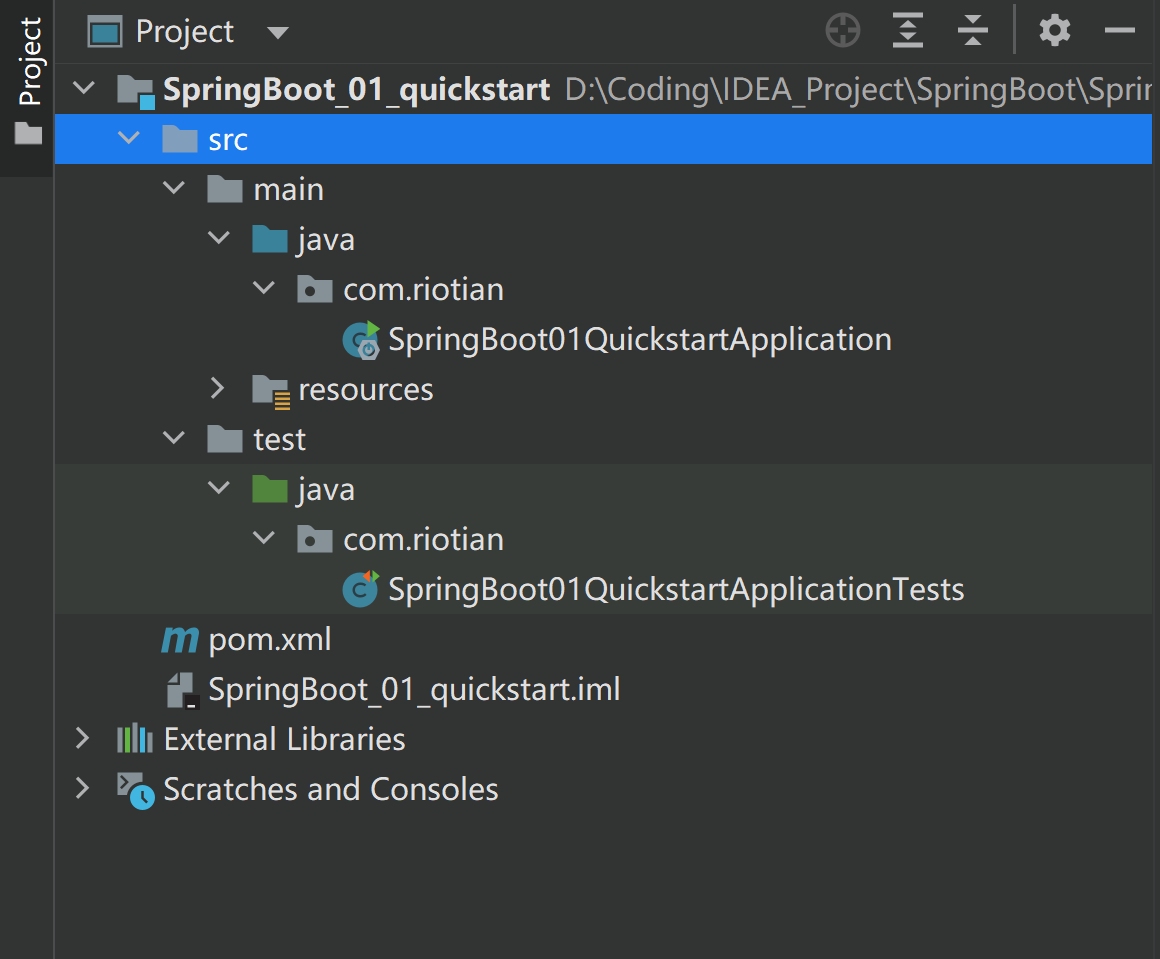 Project
Project
SpringBoot_01_quickstart D:\Coding\IDEA_Project\SpringBoot\Sprin
src
main
java
com.riotian
SpringBoot01QuickstartApplication
resources
test
java
com.riotian
SpringBoot01QuickstartApplicationTests
pom.xml
SpringBoot_01_quickstart.iml
External Libraries
Scratches and Consoles